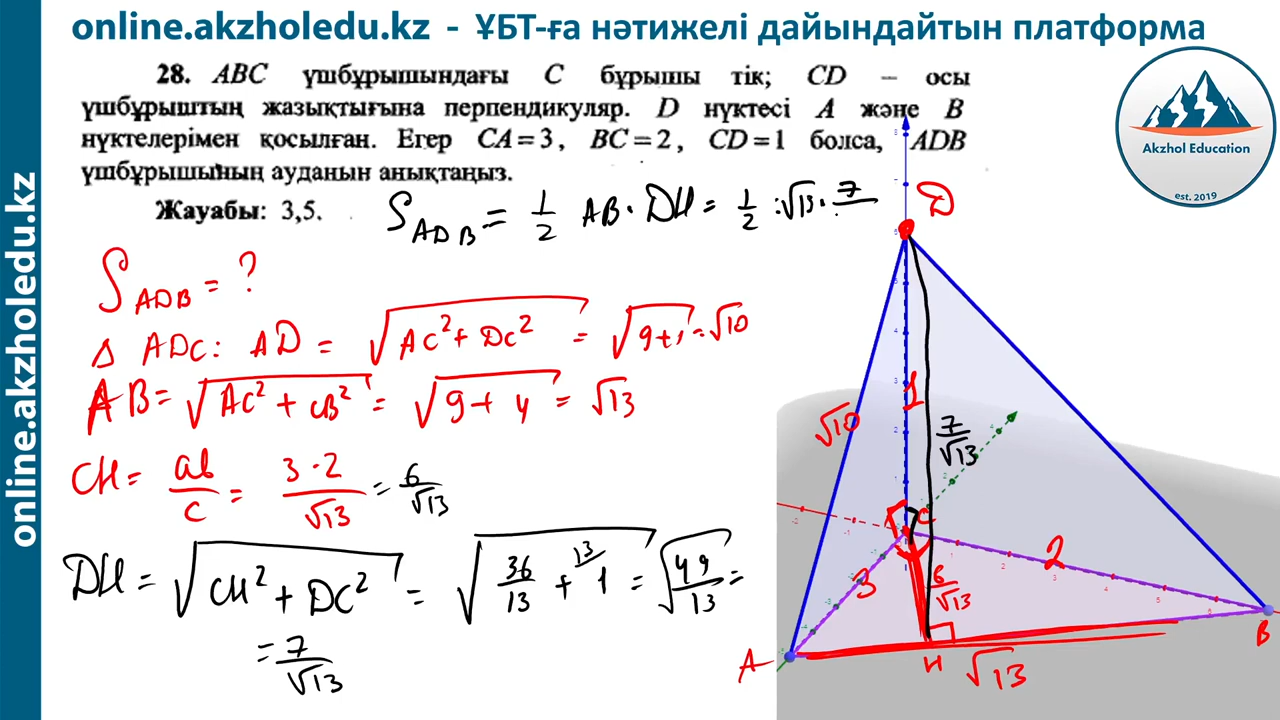 online.akzholedu.kz - ҰБТ-ға нәтижелі дайындайтын платформа
online.akzholedu.kz
Akzhol Education
est. 2019
28. ABC үшбұрышындағы C бұрышы тік; CD – осы
үшбұрыштың жазықтығына перпендикуляр. D нүктесі A және B
нүктелерімен қосылған. Егер CA = 3, BC = 2, CD = 1 болса, ADB
үшбұрышының ауданын анықтаңыз.
Жауабы: 3,5.
S_ADB = 1/2 AB · DH = 1/2 · √13 · 7/
S_ADB = ?
Δ ADC: AD = √(AC² + DC²) = √(9+1) = √10
AB = √(AC² + CB²) = √(9 + 4) = √13
CH = ab/c = 3·2/√13 = 6/√13
DH = √(CH² + DC²) = √(36/13 + 13/1) = √(49/13) =
= 7/√13
D
√10
1
7/√13
C
3
6/√13
2
A
H
√13
B